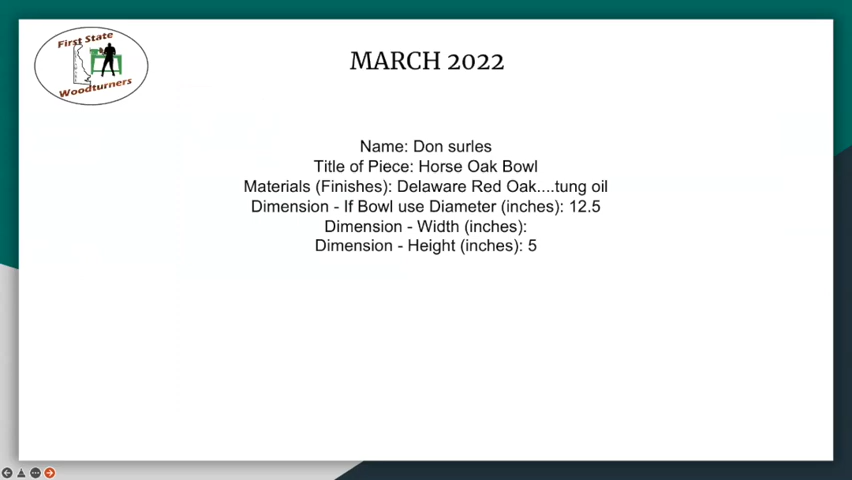 First State
Woodturners
MARCH 2022
Name: Don surles
Title of Piece: Horse Oak Bowl
Materials (Finishes): Delaware Red Oak....tung oil
Dimension - If Bowl use Diameter (inches): 12.5
Dimension - Width (inches):
Dimension - Height (inches): 5